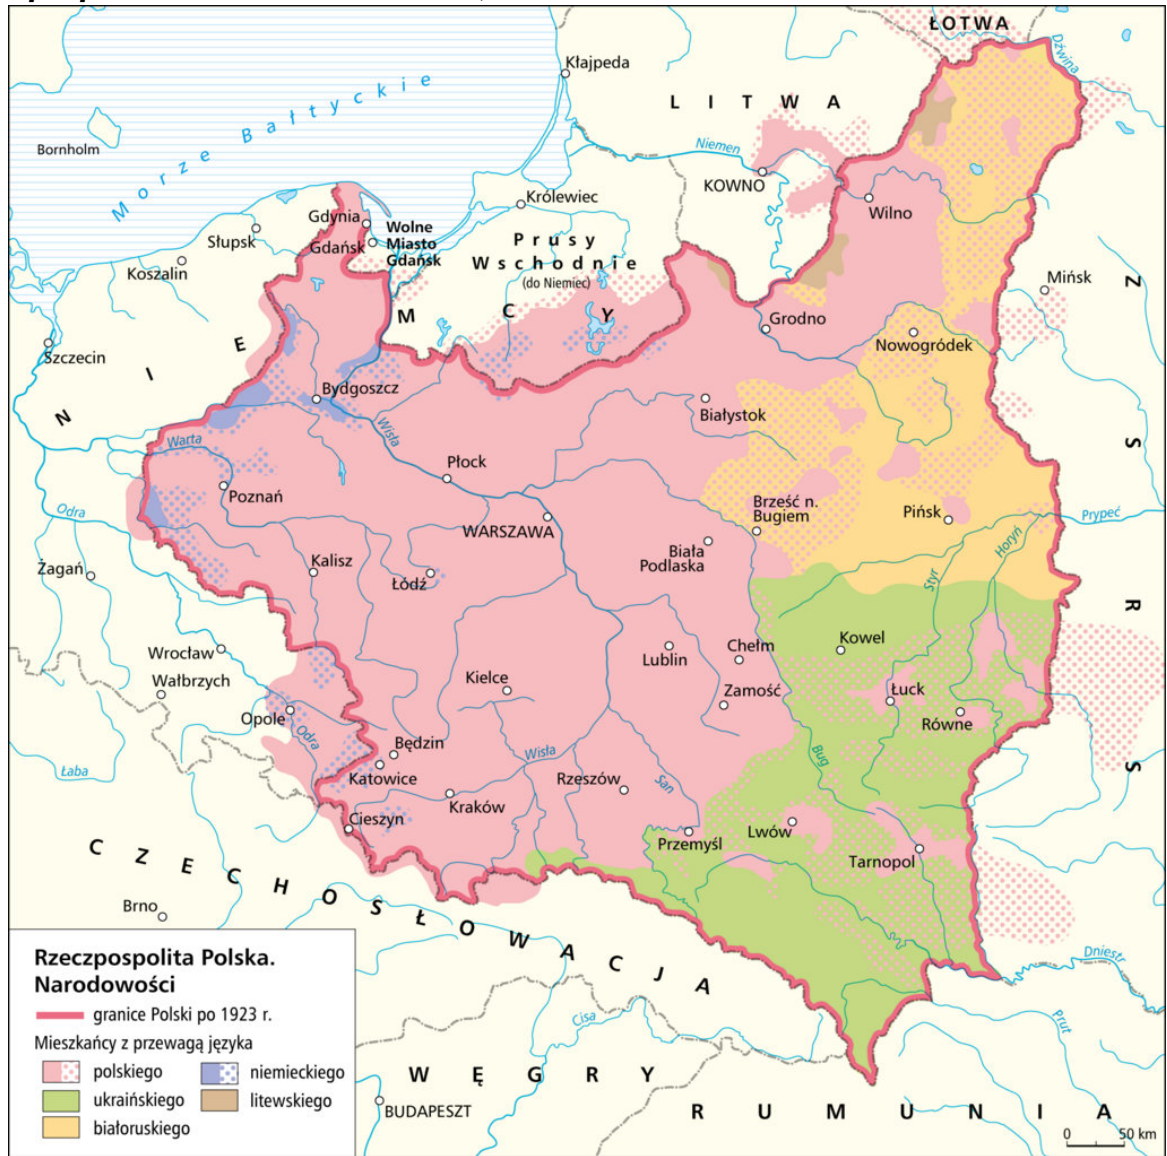 ŁOTWA
Dźwina
Kłajpeda
LITWA
Morze Bałtyckie
Bornholm
Niemen
KOWNO
Wilno
Królewiec
Gdynia
Wolne
Miasto
Gdańsk
Gdańsk
Słupsk
Koszalin
Prusy
Wschodnie
(do Niemiec)
NIEMCY
Mińsk
ZSRS
Grodno
Nowogródek
Szczecin
Bydgoszcz
Białystok
Warta
Wisła
Płock
Poznań
Odra
WARSZAWA
Brześć n.
Bugiem
Pińsk
Prypeć
Horyń
Styr
Biała
Podlaska
Żagań
Kalisz
Łódź
Kowel
Chełm
Lublin
Wrocław
Wałbrzych
Kielce
Zamość
Łuck
Równe
Opole
Odra
Będzin
Katowice
Wisła
Bug
Łaba
Kraków
Rzeszów
San
Cieszyn
Przemyśl
Lwów
Tarnopol
CZECHOSŁOWACJA
Brno
Dniestr
Cisa
Prut
WĘGRY
BUDAPESZT
RUMUNIA
0 50 km
Rzeczpospolita Polska.
Narodowości
granice Polski po 1923 r.
Mieszkańcy z przewagą języka
polskiego
niemieckiego
ukraińskiego
litewskiego
białoruskiego